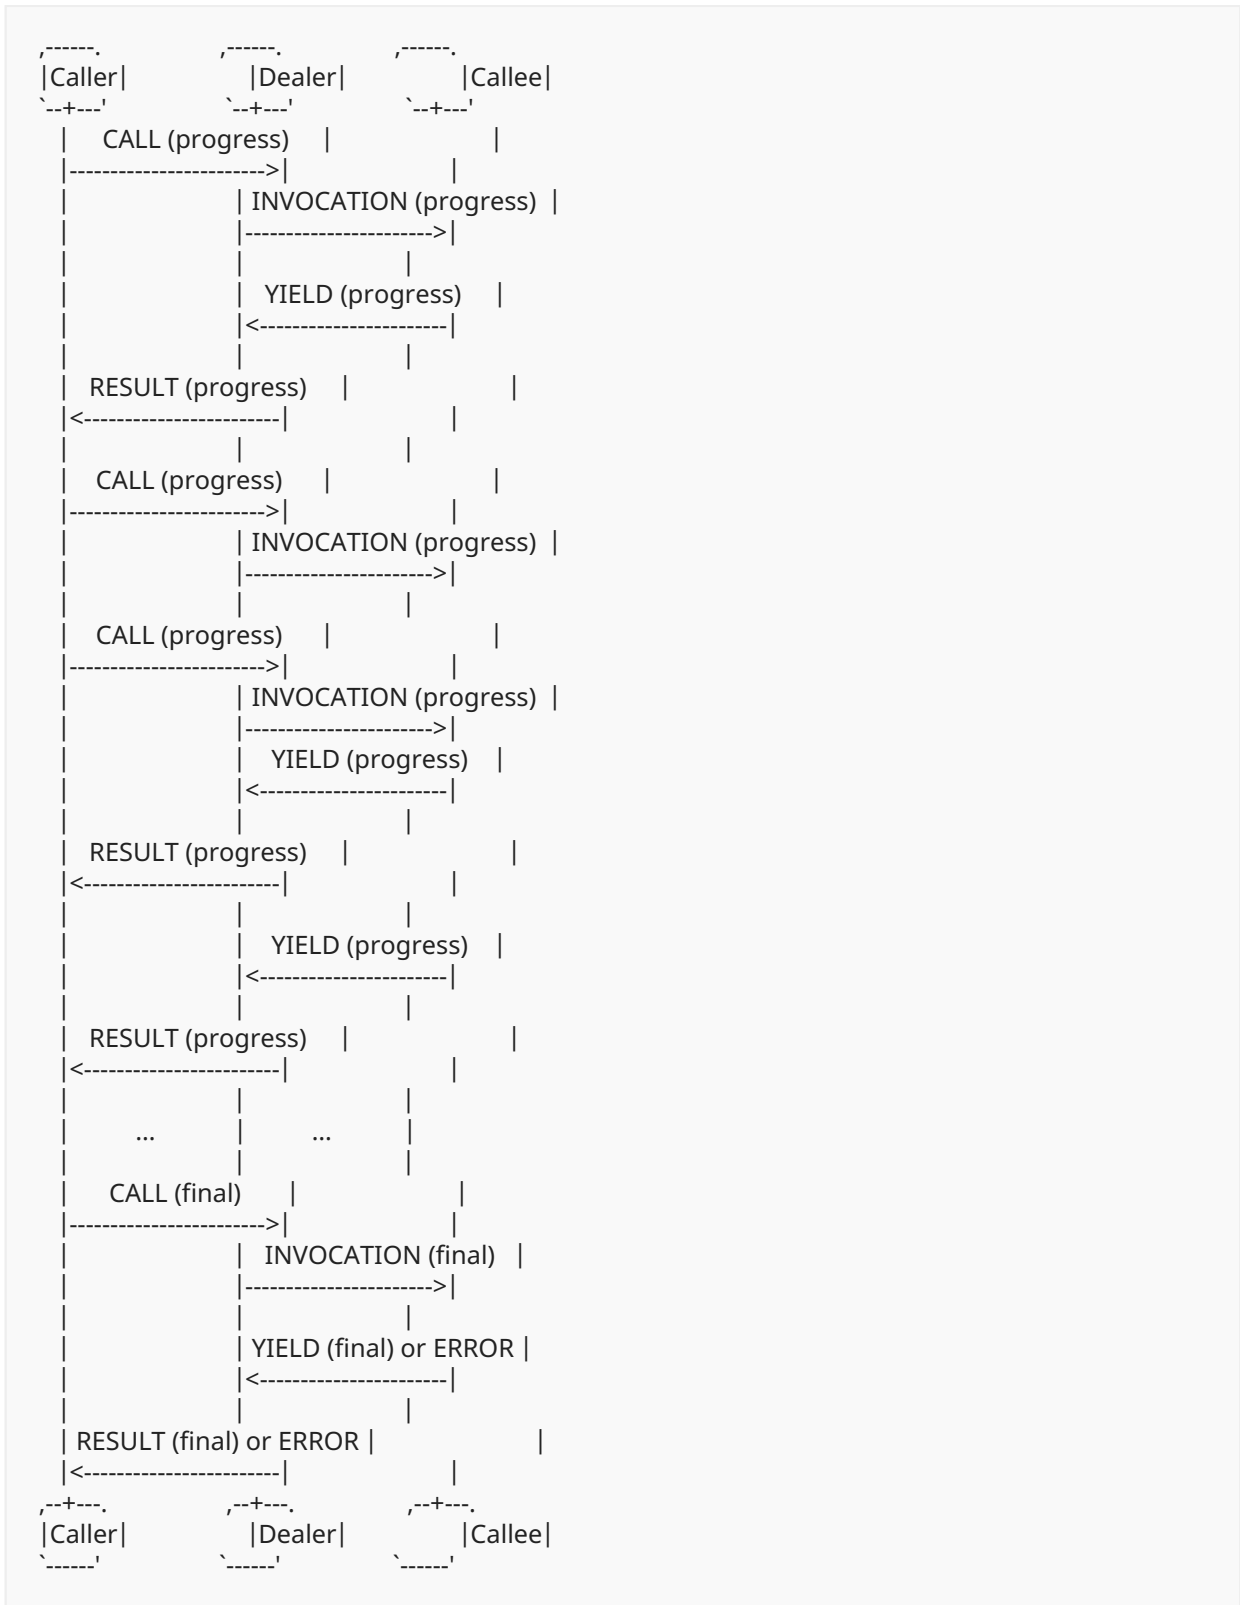 ,------.          ,------.          ,------.
|Caller|          |Dealer|          |Callee|
`--+---'          `--+---'          `--+---'
|     CALL (progress)     |                         |
|------------------------>|                         |
|                         | INVOCATION (progress)  |
|                         |----------------------->|
|                         |                         |
|                         |   YIELD (progress)     |
|                         |<-----------------------|
|                         |                         |
|   RESULT (progress)     |                         |
|<------------------------|                         |
|                         |                         |
|    CALL (progress)      |                         |
|------------------------>|                         |
|                         | INVOCATION (progress)  |
|                         |----------------------->|
|                         |                         |
|    CALL (progress)      |                         |
|------------------------>|                         |
|                         | INVOCATION (progress)  |
|                         |----------------------->|
|                         |    YIELD (progress)    |
|                         |<-----------------------|
|                         |                         |
|   RESULT (progress)     |                         |
|<------------------------|                         |
|                         |                         |
|                         |    YIELD (progress)    |
|                         |<-----------------------|
|                         |                         |
|   RESULT (progress)     |                         |
|<------------------------|                         |
|                         |                         |
|          ...            |          ...            |
|                         |                         |
|      CALL (final)       |                         |
|------------------------>|                         |
|                         |   INVOCATION (final)   |
|                         |----------------------->|
|                         |                         |
|                         | YIELD (final) or ERROR |
|                         |<-----------------------|
|                         |                         |
| RESULT (final) or ERROR |                         |
|<------------------------|                         |
,--+---.          ,--+---.          ,--+---.
|Caller|          |Dealer|          |Callee|
`------'          `------'          `------'